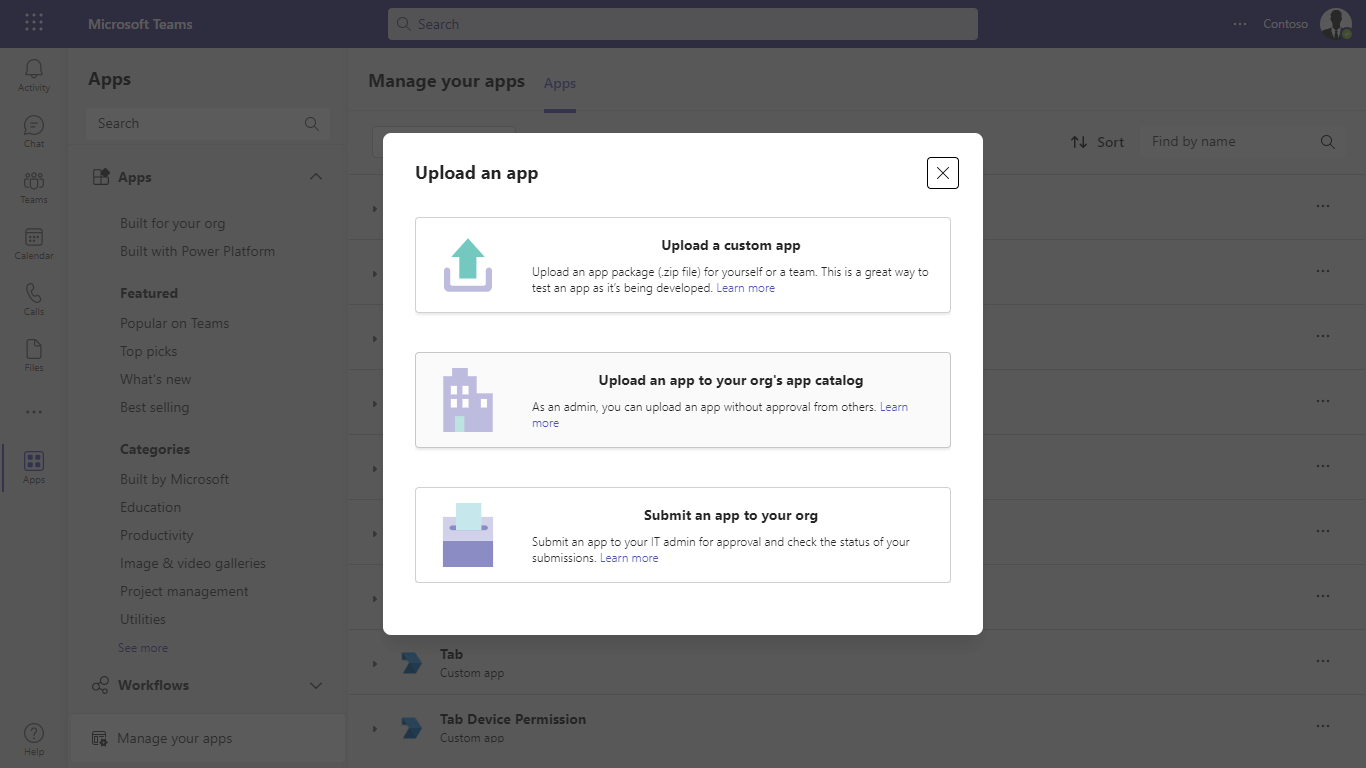 Microsoft Teams
Search
Contoso
Activity
Chat
Teams
Calendar
Calls
Files
Apps
Help
Apps
Search
Apps
Built for your org
Built with Power Platform
Featured
Popular on Teams
Top picks
What's new
Best selling
Categories
Built by Microsoft
Education
Productivity
Image & video galleries
Project management
Utilities
See more
Workflows
Manage your apps
Manage your apps
Apps
Sort
Find by name
Upload an app
Upload a custom app
Upload an app package (.zip file) for yourself or a team. This is a great way to
test an app as it’s being developed. Learn more
Upload an app to your org's app catalog
As an admin, you can upload an app without approval from others. Learn
more
Submit an app to your org
Submit an app to your IT admin for approval and check the status of your
submissions. Learn more
Tab
Custom app
Tab Device Permission
Custom app